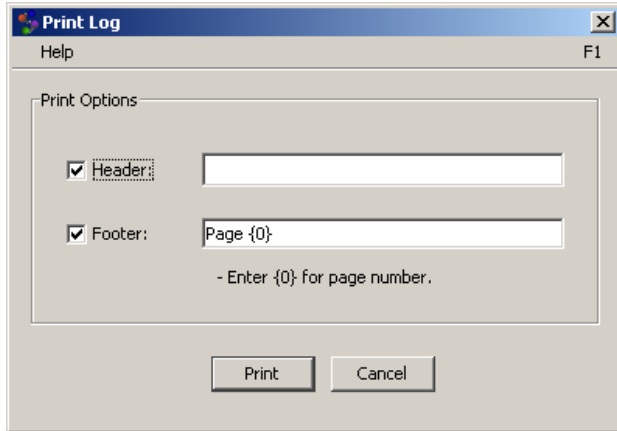 Print Log
Help F1
Print Options
Header:
Footer: Page {0}
- Enter {0} for page number.
Print Cancel